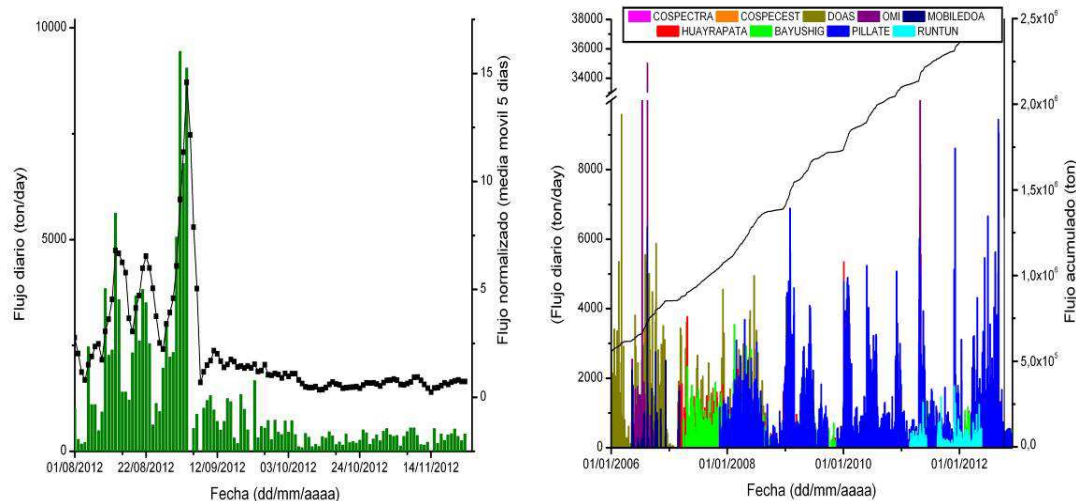 10000
5000
0
Flujo diario (ton/day)
15
10
5
0
Flujo normalizado (media movil 5 dias)
01/08/2012 22/08/2012 12/09/2012 03/10/2012 24/10/2012 14/11/2012
Fecha (dd/mm/aaaa)
COSPECTRA COSPECEST DOAS OMI MOBILEDOA
HUAYRAPATA BAYUSHIG PILLATE RUNTUN
38000
36000
34000
8000
6000
4000
2000
0
(Flujo diario (ton/day)
2,5x10⁶
2,0x10⁶
1,5x10⁶
1,0x10⁶
5,0x10⁵
0,0
Flujo acumulado (ton)
01/01/2006 01/01/2008 01/01/2010 01/01/2012
Fecha (dd/mm/aaaa)